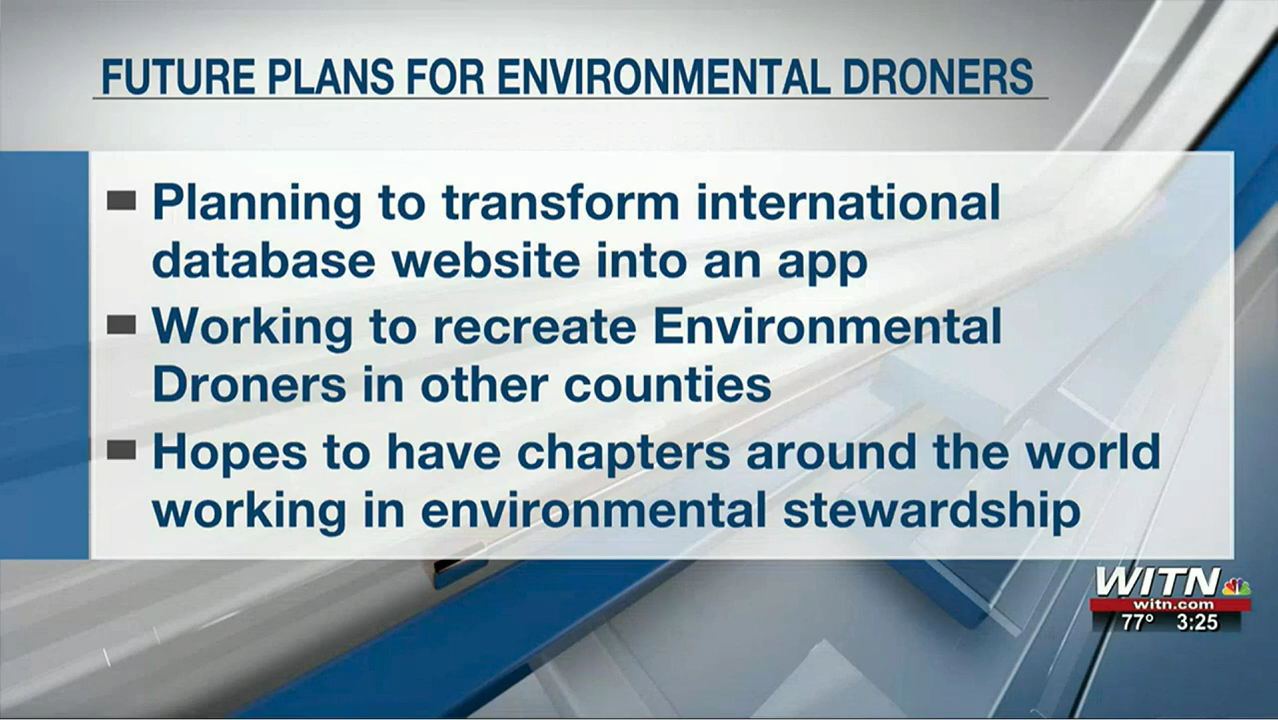 FUTURE PLANS FOR ENVIRONMENTAL DRONERS
Planning to transform international
database website into an app
Working to recreate Environmental
Droners in other counties
Hopes to have chapters around the world
working in environmental stewardship
WITN
witn.com
77° 3:25